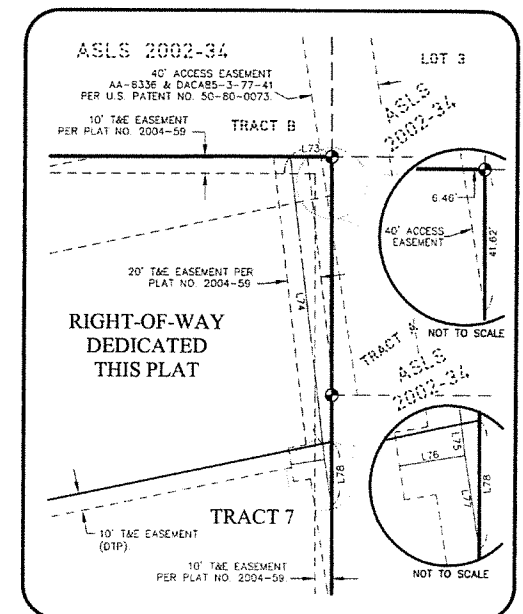 ASLS 2002-34
LOT 3
40' ACCESS EASEMENT
AA-6336 & DACA85-3-77-41
PER U.S. PATENT NO. 50-80-0073.
ASLS
2002-34
10' T&E EASEMENT
PER PLAT NO. 2004-59
TRACT B
L73
6.46'
40' ACCESS
EASEMENT
41.62'
NOT TO SCALE
20' T&E EASEMENT PER
PLAT NO. 2004-59
L74
RIGHT-OF-WAY
DEDICATED
THIS PLAT
TRACT A
ASLS
2002-34
L75
L76
L77
L78
L78
TRACT 7
10' T&E EASEMENT
(DTP).
10' T&E EASEMENT
PER PLAT NO. 2004-59
NOT TO SCALE